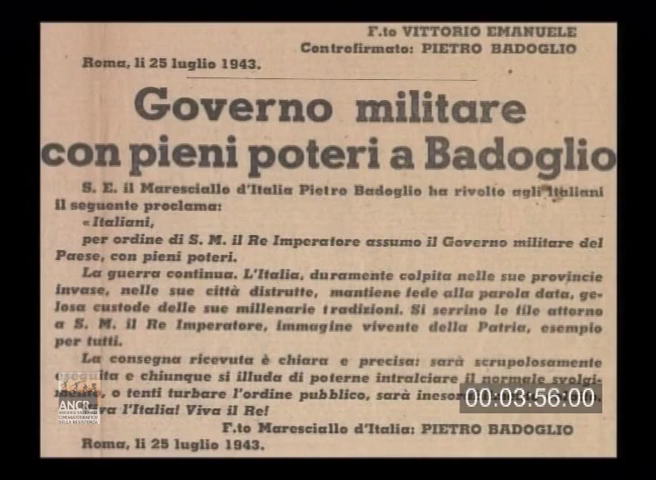 F.to VITTORIO EMANUELE
Controfirmato: PIETRO BADOGLIO
Roma, li 25 luglio 1943.
Governo militare
con pieni poteri a Badoglio
S. E. il Maresciallo d'Italia Pietro Badoglio ha rivolto agli Italiani
il seguente proclama:
«Italiani,
per ordine di S. M. il Re Imperatore assumo il Governo militare del
Paese, con pieni poteri.
La guerra continua. L'Italia, duramente colpita nelle sue provincie
invase, nelle sue città distrutte, mantiene fede alla parola data, ge-
losa custode delle sue millenarie tradizioni. Si serrino le file attorno
a S. M. il Re Imperatore, immagine vivente della Patria, esempio
per tutti.
La consegna ricevuta è chiara e precisa: sarà scrupolosamente
e chiunque si illuda di poterne intralciare il normale svolgi-
o tenti turbare l'ordine pubblico, sarà
l'Italia! Viva il Re!
F.to Maresciallo d'Italia: PIETRO BADOGLIO
Roma, li 25 luglio 1943.
ANCR
00:03:56:00